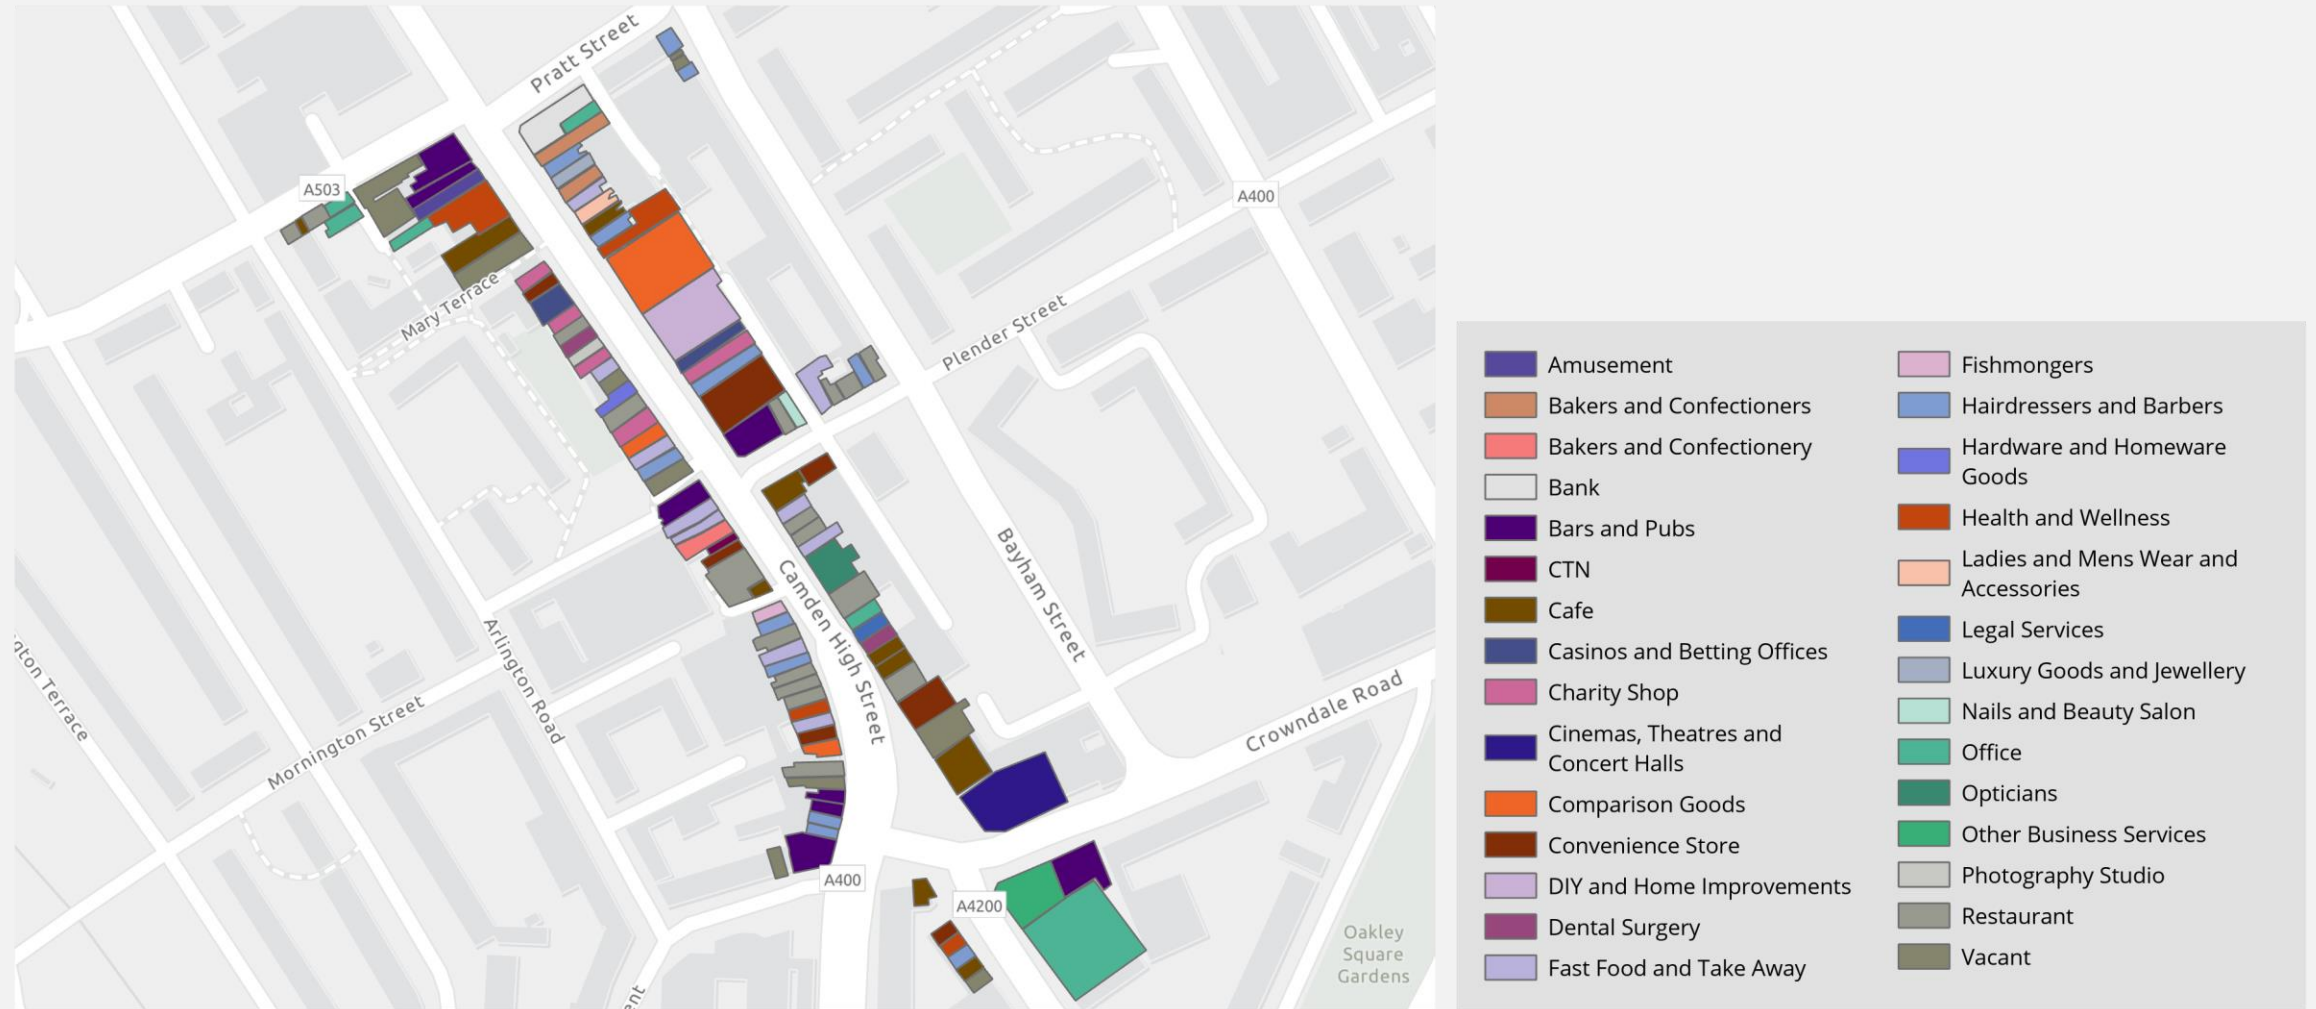 Pratt Street
A503
A400
Mary Terrace
Plender Street
Camden High Street
Bayham Street
Arlington Road
gton Terrace
Mornington Street
Crowndale Road
A400
A4200
Oakley
Square
Gardens
ent
Amusement
Bakers and Confectioners
Bakers and Confectionery
Bank
Bars and Pubs
CTN
Cafe
Casinos and Betting Offices
Charity Shop
Cinemas, Theatres and
Concert Halls
Comparison Goods
Convenience Store
DIY and Home Improvements
Dental Surgery
Fast Food and Take Away
Fishmongers
Hairdressers and Barbers
Hardware and Homeware
Goods
Health and Wellness
Ladies and Mens Wear and
Accessories
Legal Services
Luxury Goods and Jewellery
Nails and Beauty Salon
Office
Opticians
Other Business Services
Photography Studio
Restaurant
Vacant